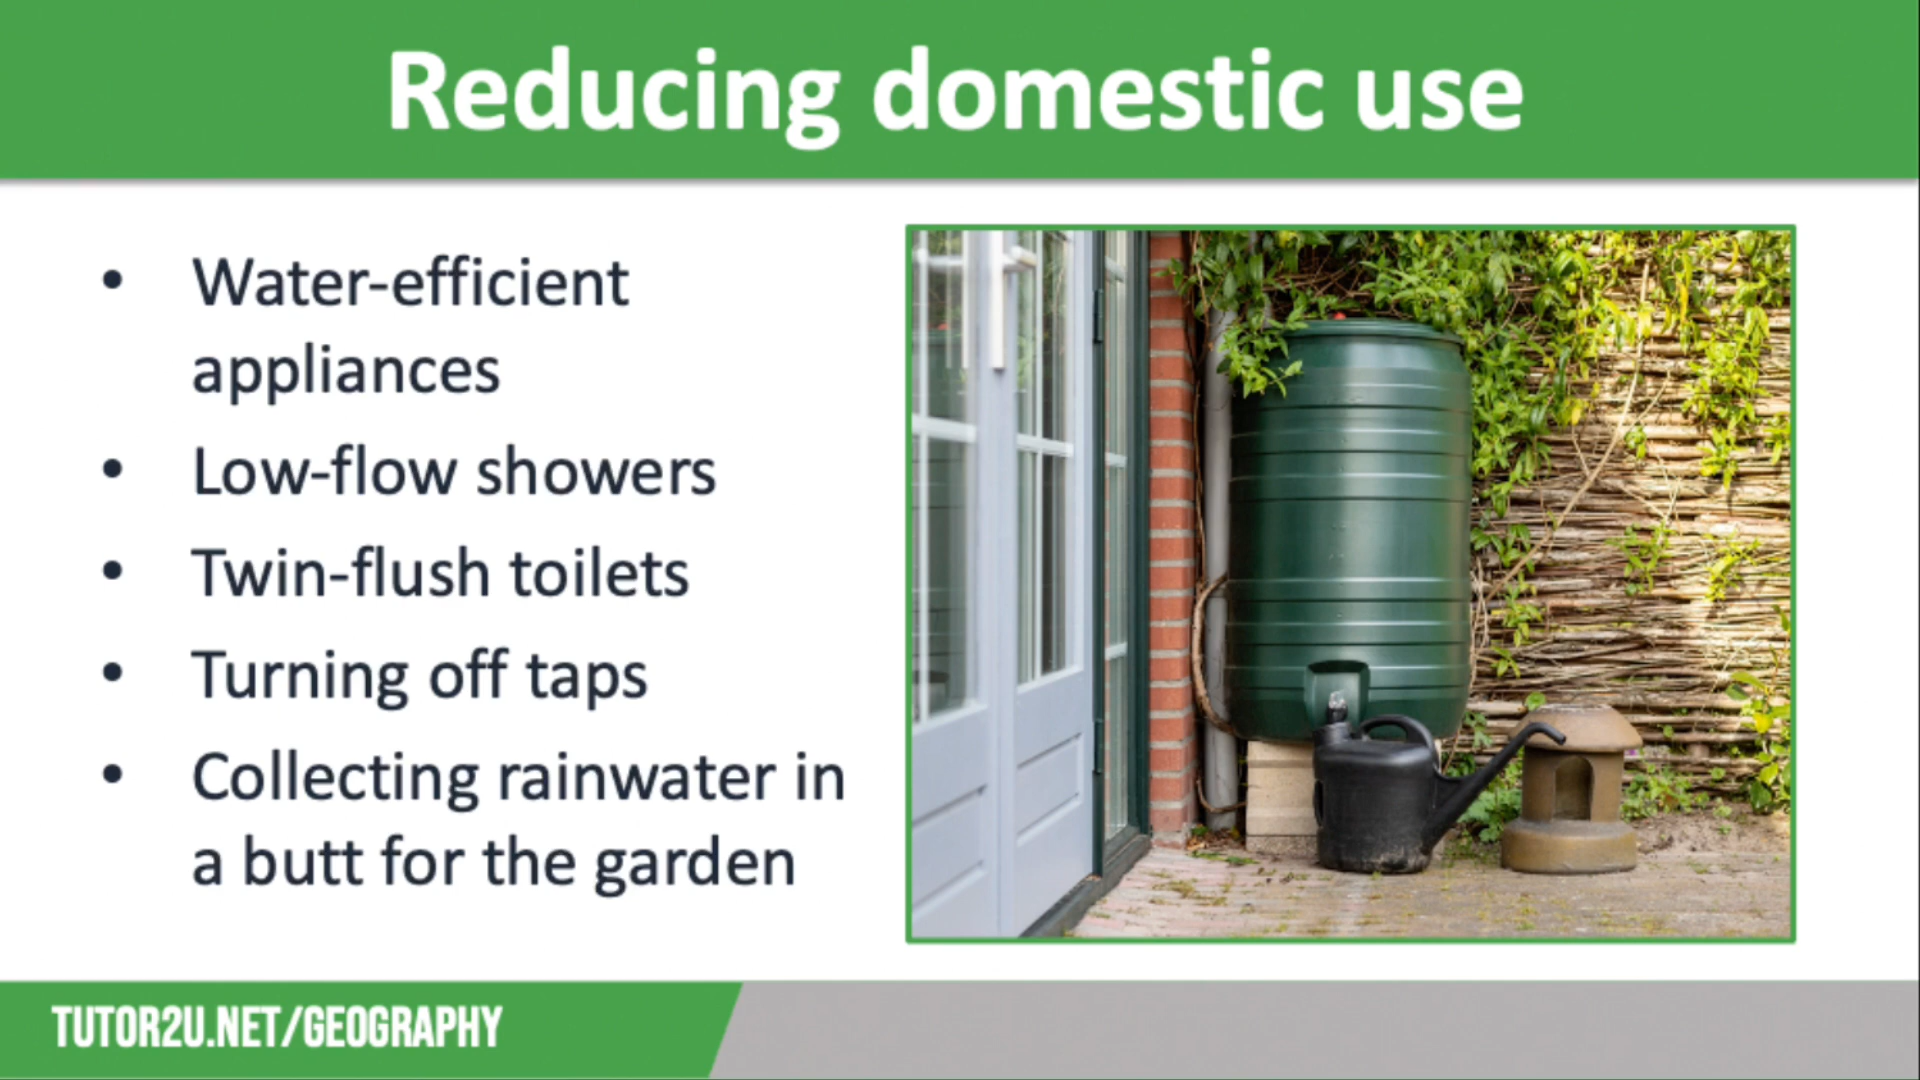 Reducing domestic use
• Water-efficient
appliances
• Low-flow showers
• Twin-flush toilets
• Turning off taps
• Collecting rainwater in
a butt for the garden
TUTOR2U.NET/GEOGRAPHY